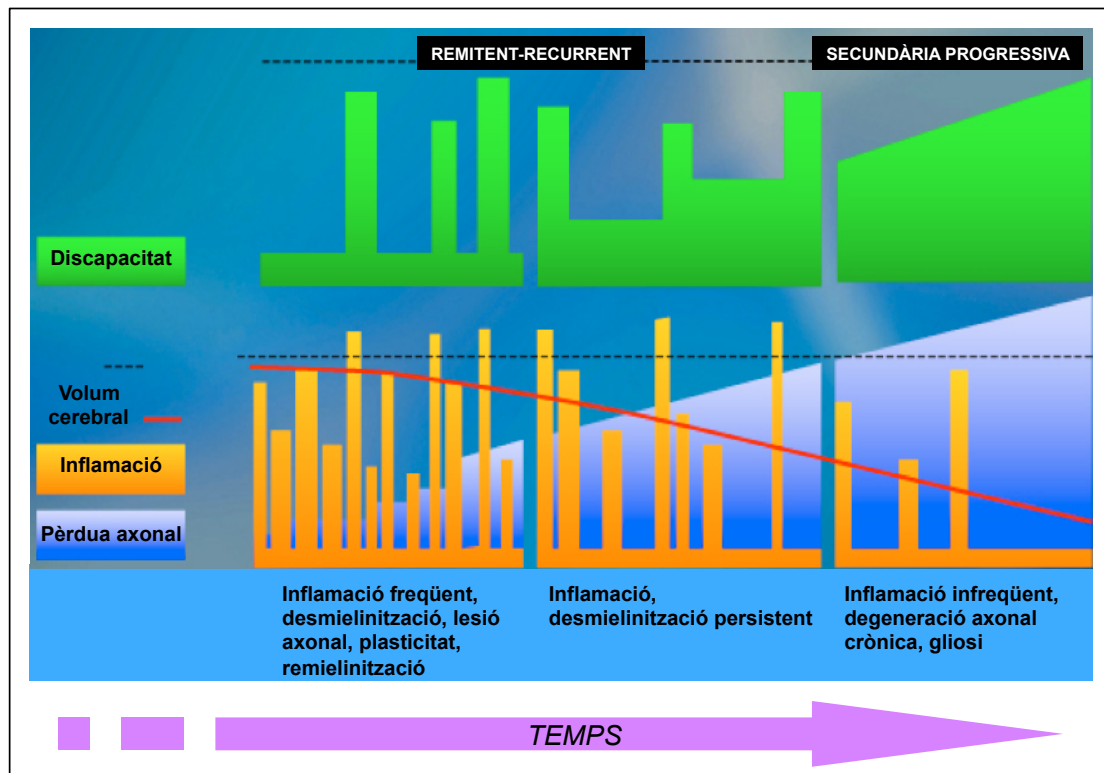 REMITENT-RECURRENT
SECUNDÀRIA PROGRESSIVA
Discapacitat
Volum
cerebral
Inflamació
Pèrdua axonal
Inflamació freqüent,
desmielinització, lesió
axonal, plasticitat,
remielinització
Inflamació,
desmielinització persistent
Inflamació infreqüent,
degeneració axonal
crònica, gliosi
TEMPS